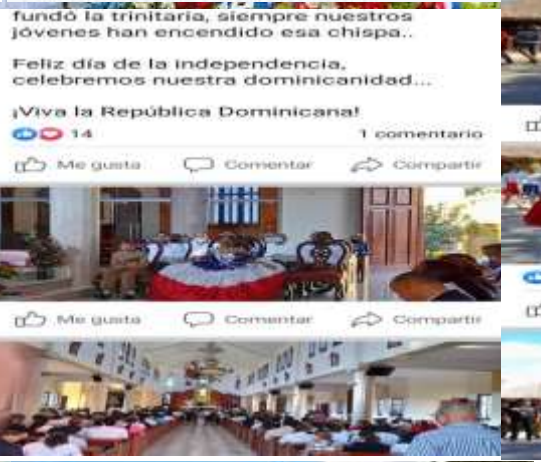 fundó la trinitaria, siempre nuestros
jóvenes han encendido esa chispa..
Feliz día de la independencia,
celebremos nuestra dominicanidad...
¡Viva la República Dominicana!
14
1 comentario
Me gusta
Comentar
Compartir
Me gusta
Comentar
Compartir